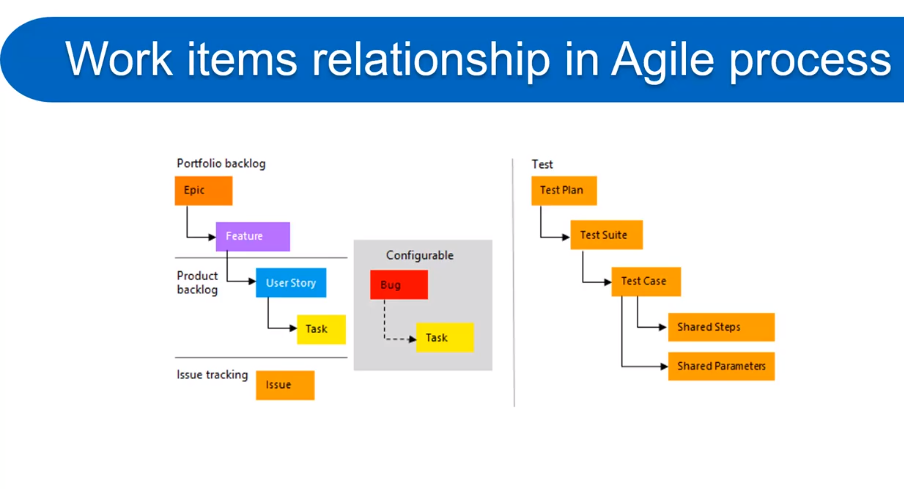 Work items relationship in Agile process
Portfolio backlog
Epic
Feature
Product
backlog
User Story
Task
Issue tracking
Issue
Configurable
Bug
Task
Test
Test Plan
Test Suite
Test Case
Shared Steps
Shared Parameters